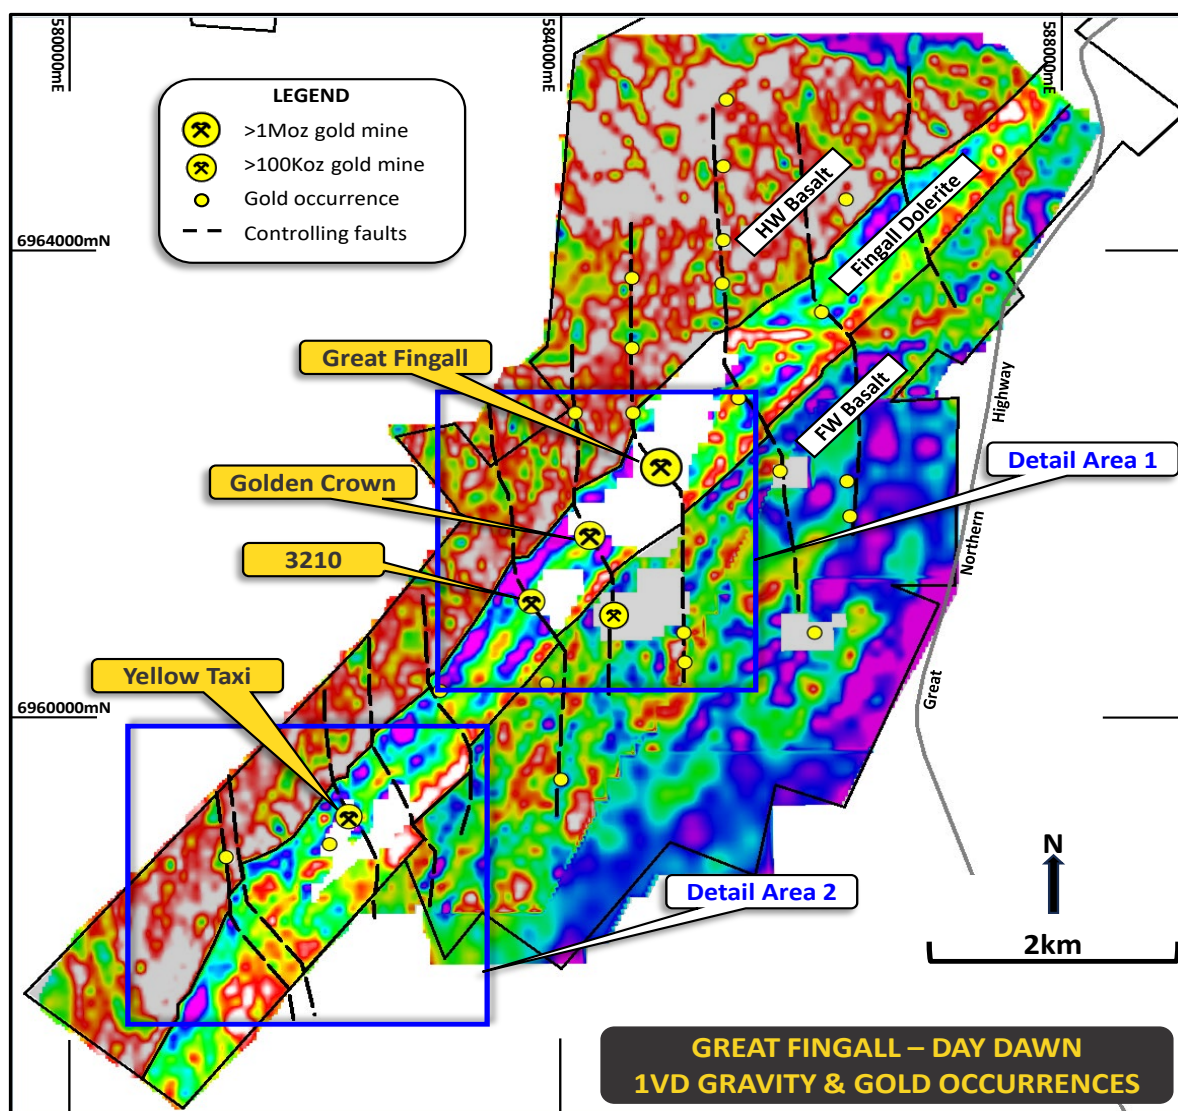 580000mE
584000mE
588000mE
LEGEND
>1Moz gold mine
>100Koz gold mine
Gold occurrence
Controlling faults
6964000mN
HW Basalt
Fingall Dolerite
Great Fingall
FW Basalt
Highway
Detail Area 1
Golden Crown
Northern
3210
Great
Yellow Taxi
6960000mN
N
Detail Area 2
2km
GREAT FINGALL – DAY DAWN
1VD GRAVITY & GOLD OCCURRENCES